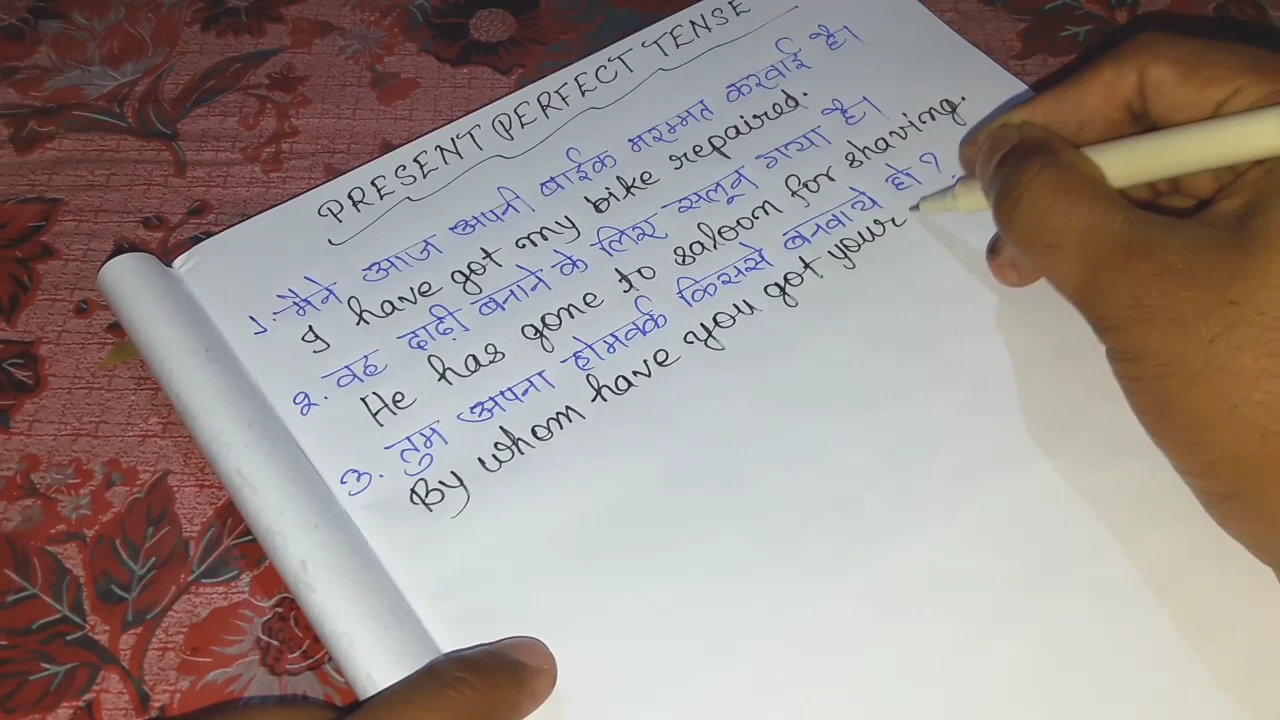 PRESENT PERFECT TENSE
1. मैने आज अपनी बाईक मरम्मत करवाई है।
I have got my bike repaired.
2. वह दाढ़ी बनाने के लिए सलून गया है।
He has gone to saloon for shaving.
3. तुम अपना होमवर्क किससे बनवाये हो?
By whom have you got your